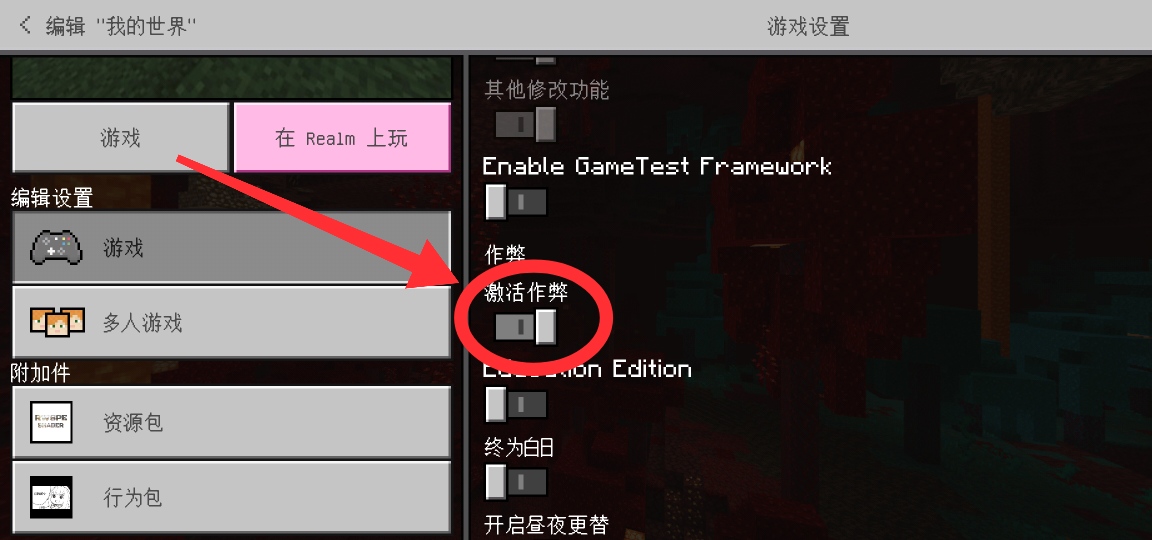 编辑 "我的世界"
游戏设置
游戏
在 Realm 上玩
编辑设置
游戏
多人游戏
附加件
资源包
行为包
其他修改功能
Enable GameTest Framework
作弊
激活作弊
Education Edition
终为白日
开启昼夜更替